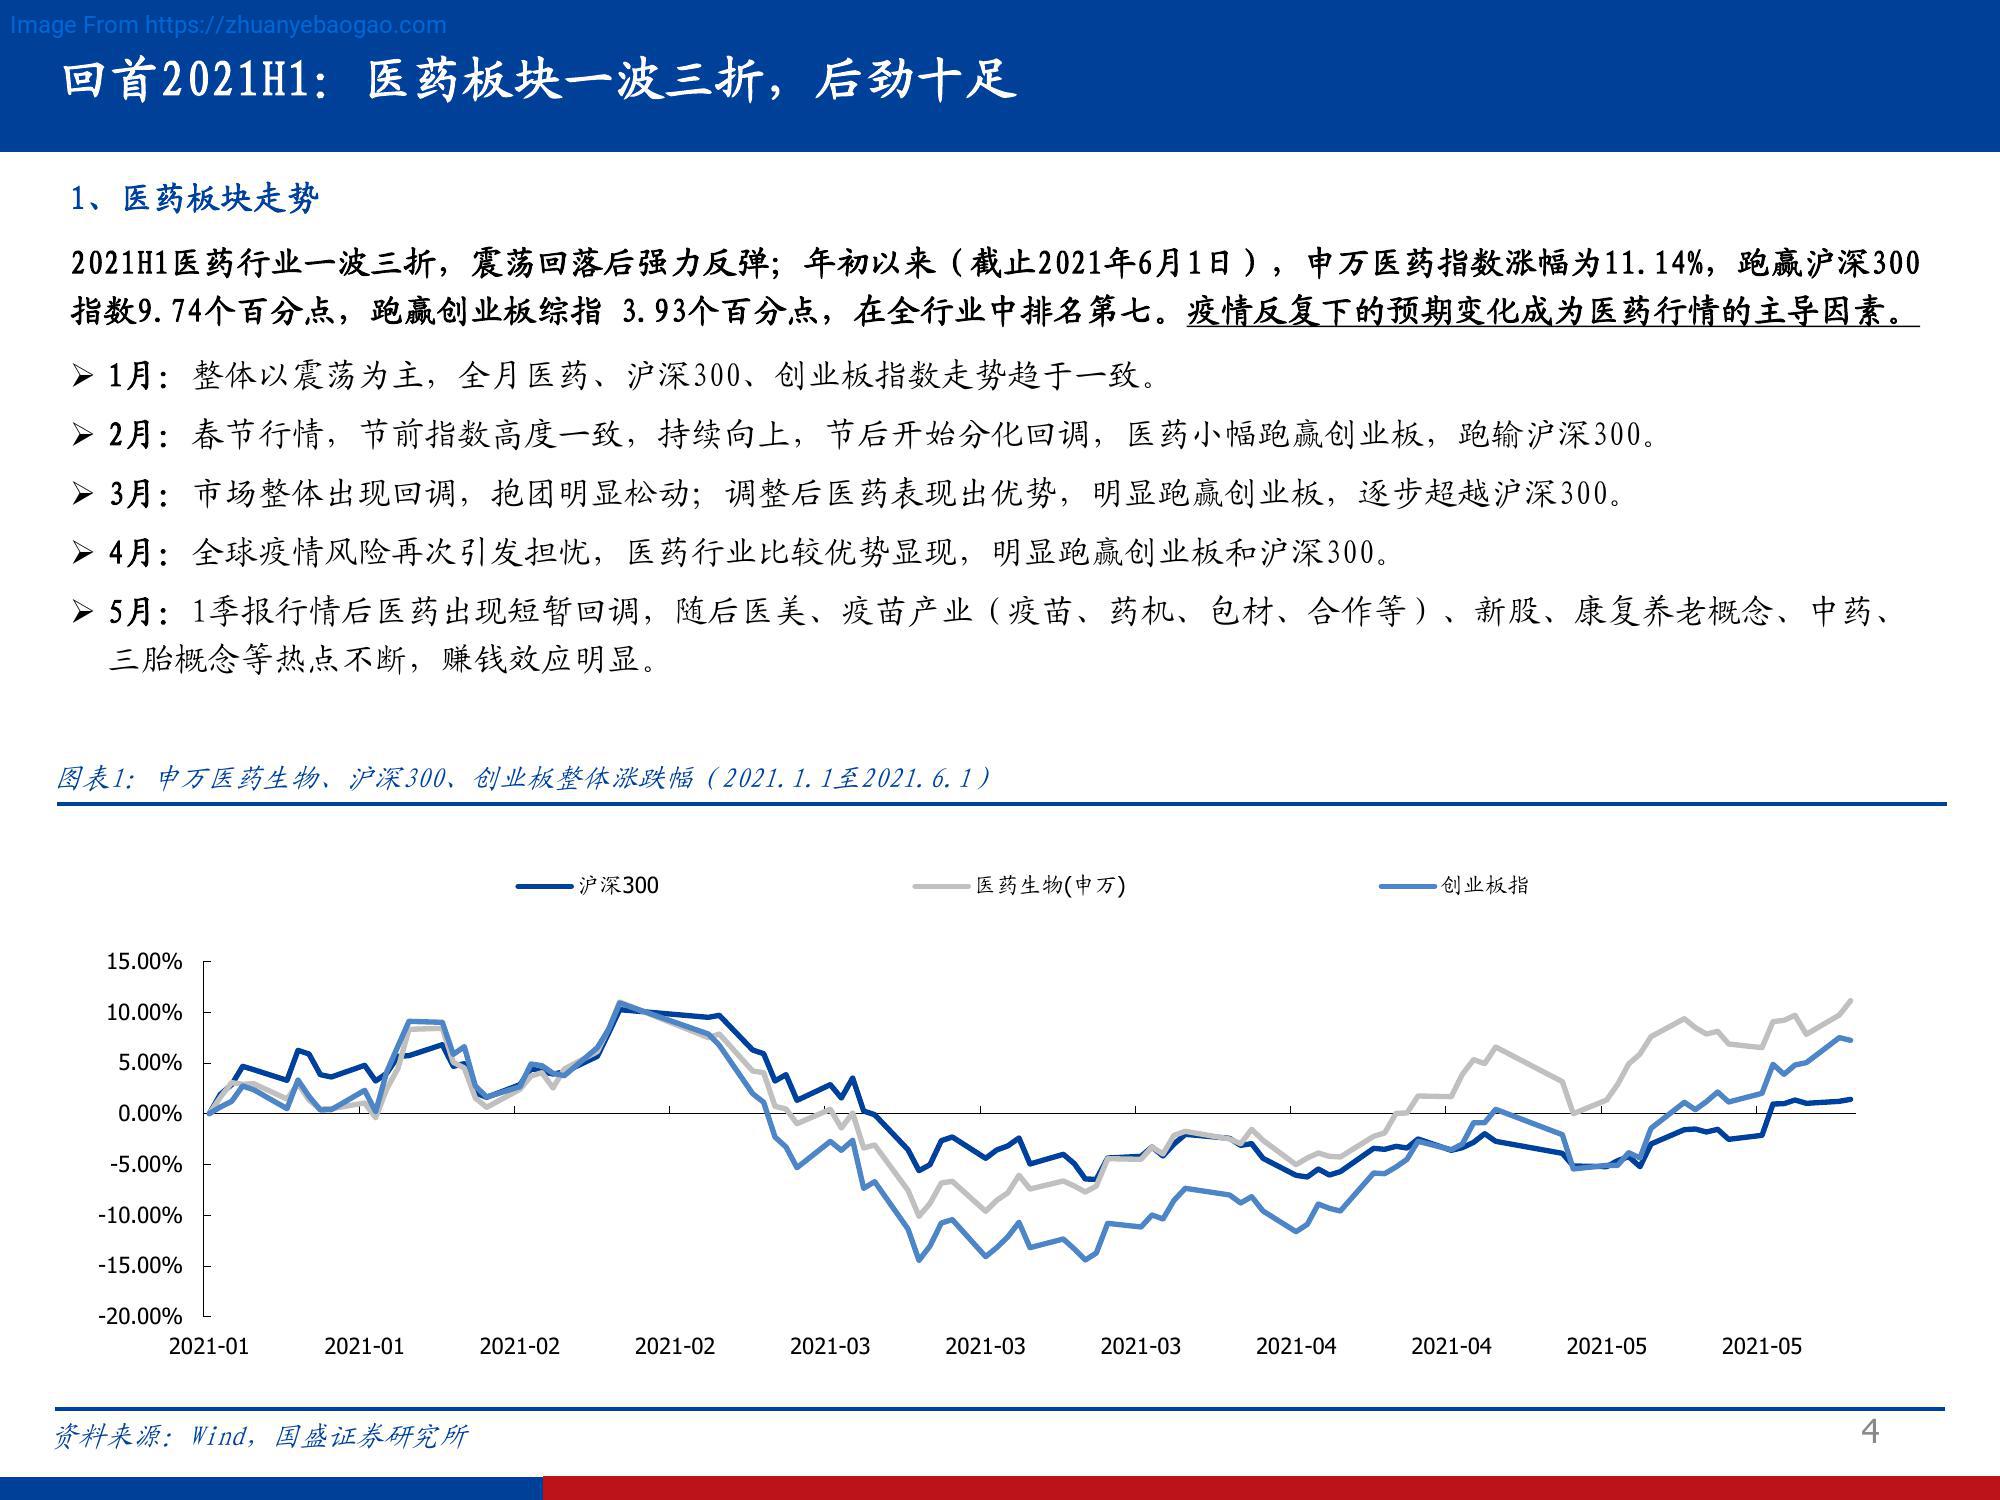 Image From https://zhuanyebaogao.com
回首2021H1：医药板块一波三折，后劲十足
1、医药板块走势
2021H1医药行业一波三折，震荡回落后强力反弹；年初以来（截止2021年6月1日），申万医药指数涨幅为11.14%，跑赢沪深300
指数9.74个百分点，跑赢创业板综指 3.93个百分点，在全行业中排名第七。疫情反复下的预期变化成为医药行情的主导因素。
➢ 1月：整体以震荡为主，全月医药、沪深300、创业板指数走势趋于一致。
➢ 2月：春节行情，节前指数高度一致，持续向上，节后开始分化回调，医药小幅跑赢创业板，跑输沪深300。
➢ 3月：市场整体出现回调，抱团明显松动；调整后医药表现出优势，明显跑赢创业板，逐步超越沪深300。
➢ 4月：全球疫情风险再次引发担忧，医药行业比较优势显现，明显跑赢创业板和沪深300。
➢ 5月：1季报行情后医药出现短暂回调，随后医美、疫苗产业（疫苗、药机、包材、合作等）、新股、康复养老概念、中药、
三胎概念等热点不断，赚钱效应明显。
图表1：申万医药生物、沪深300、创业板整体涨跌幅（2021.1.1至2021.6.1）
沪深300 医药生物(申万) 创业板指
15.00%
10.00%
5.00%
0.00%
-5.00%
-10.00%
-15.00%
-20.00%
2021-01 2021-01 2021-02 2021-02 2021-03 2021-03 2021-03 2021-04 2021-04 2021-05 2021-05
资料来源：Wind，国盛证券研究所
4